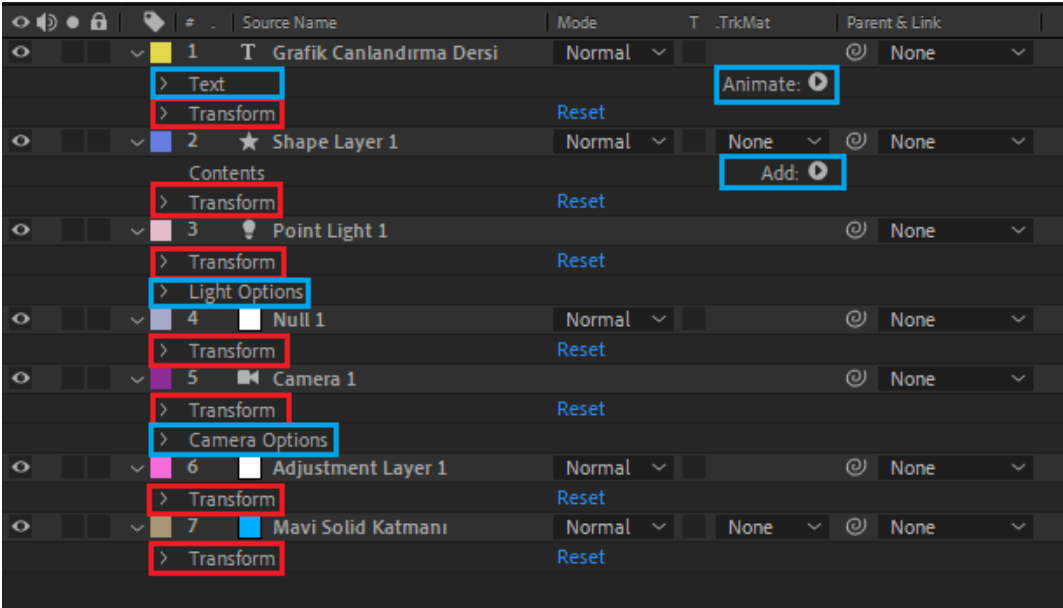 # . Source Name Mode T .TrkMat Parent & Link
1 T Grafik Canlandırma Dersi Normal None
Text Animate:
Transform Reset
2 Shape Layer 1 Normal None None
Contents Add:
Transform Reset
3 Point Light 1 None
Transform Reset
Light Options
4 Null 1 Normal None
Transform Reset
5 Camera 1 None
Transform Reset
Camera Options
6 Adjustment Layer 1 Normal None
Transform Reset
7 Mavi Solid Katmanı Normal None None
Transform Reset